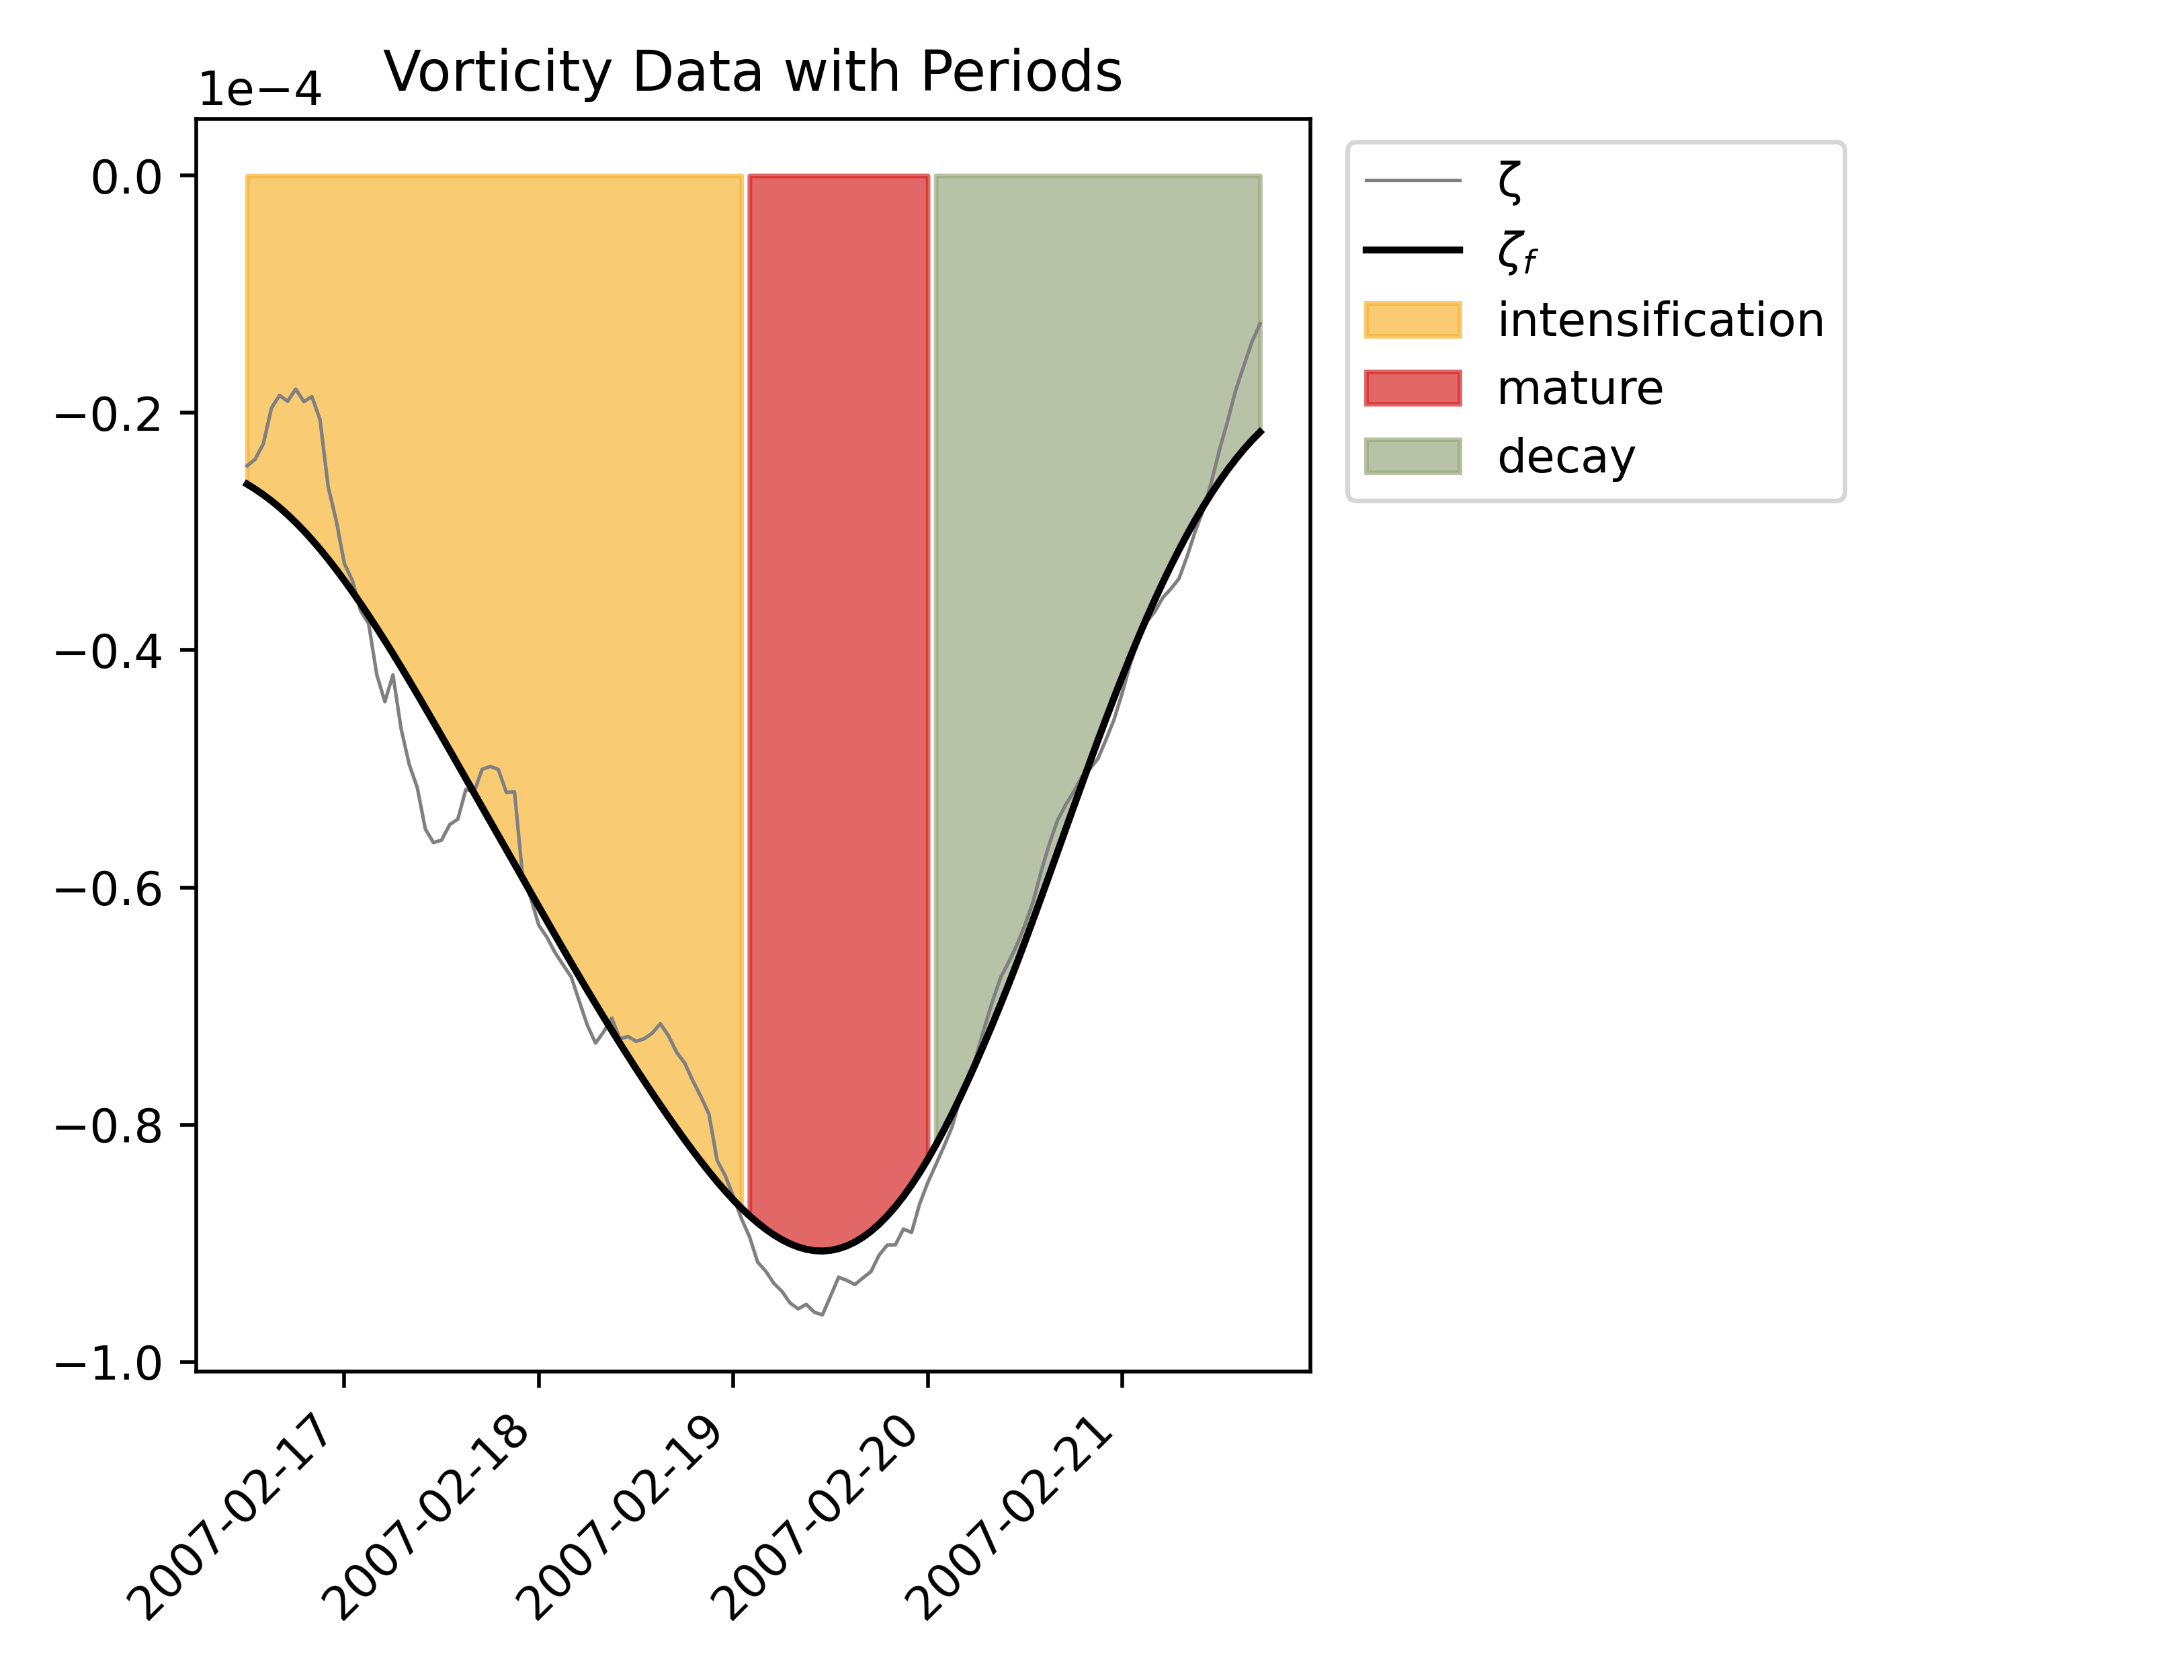 Vorticity Data with Periods
1e−4
0.0
−0.2
−0.4
−0.6
−0.8
−1.0
2007-02-17
2007-02-18
2007-02-19
2007-02-20
2007-02-21
ζ
ζf
intensification
mature
decay